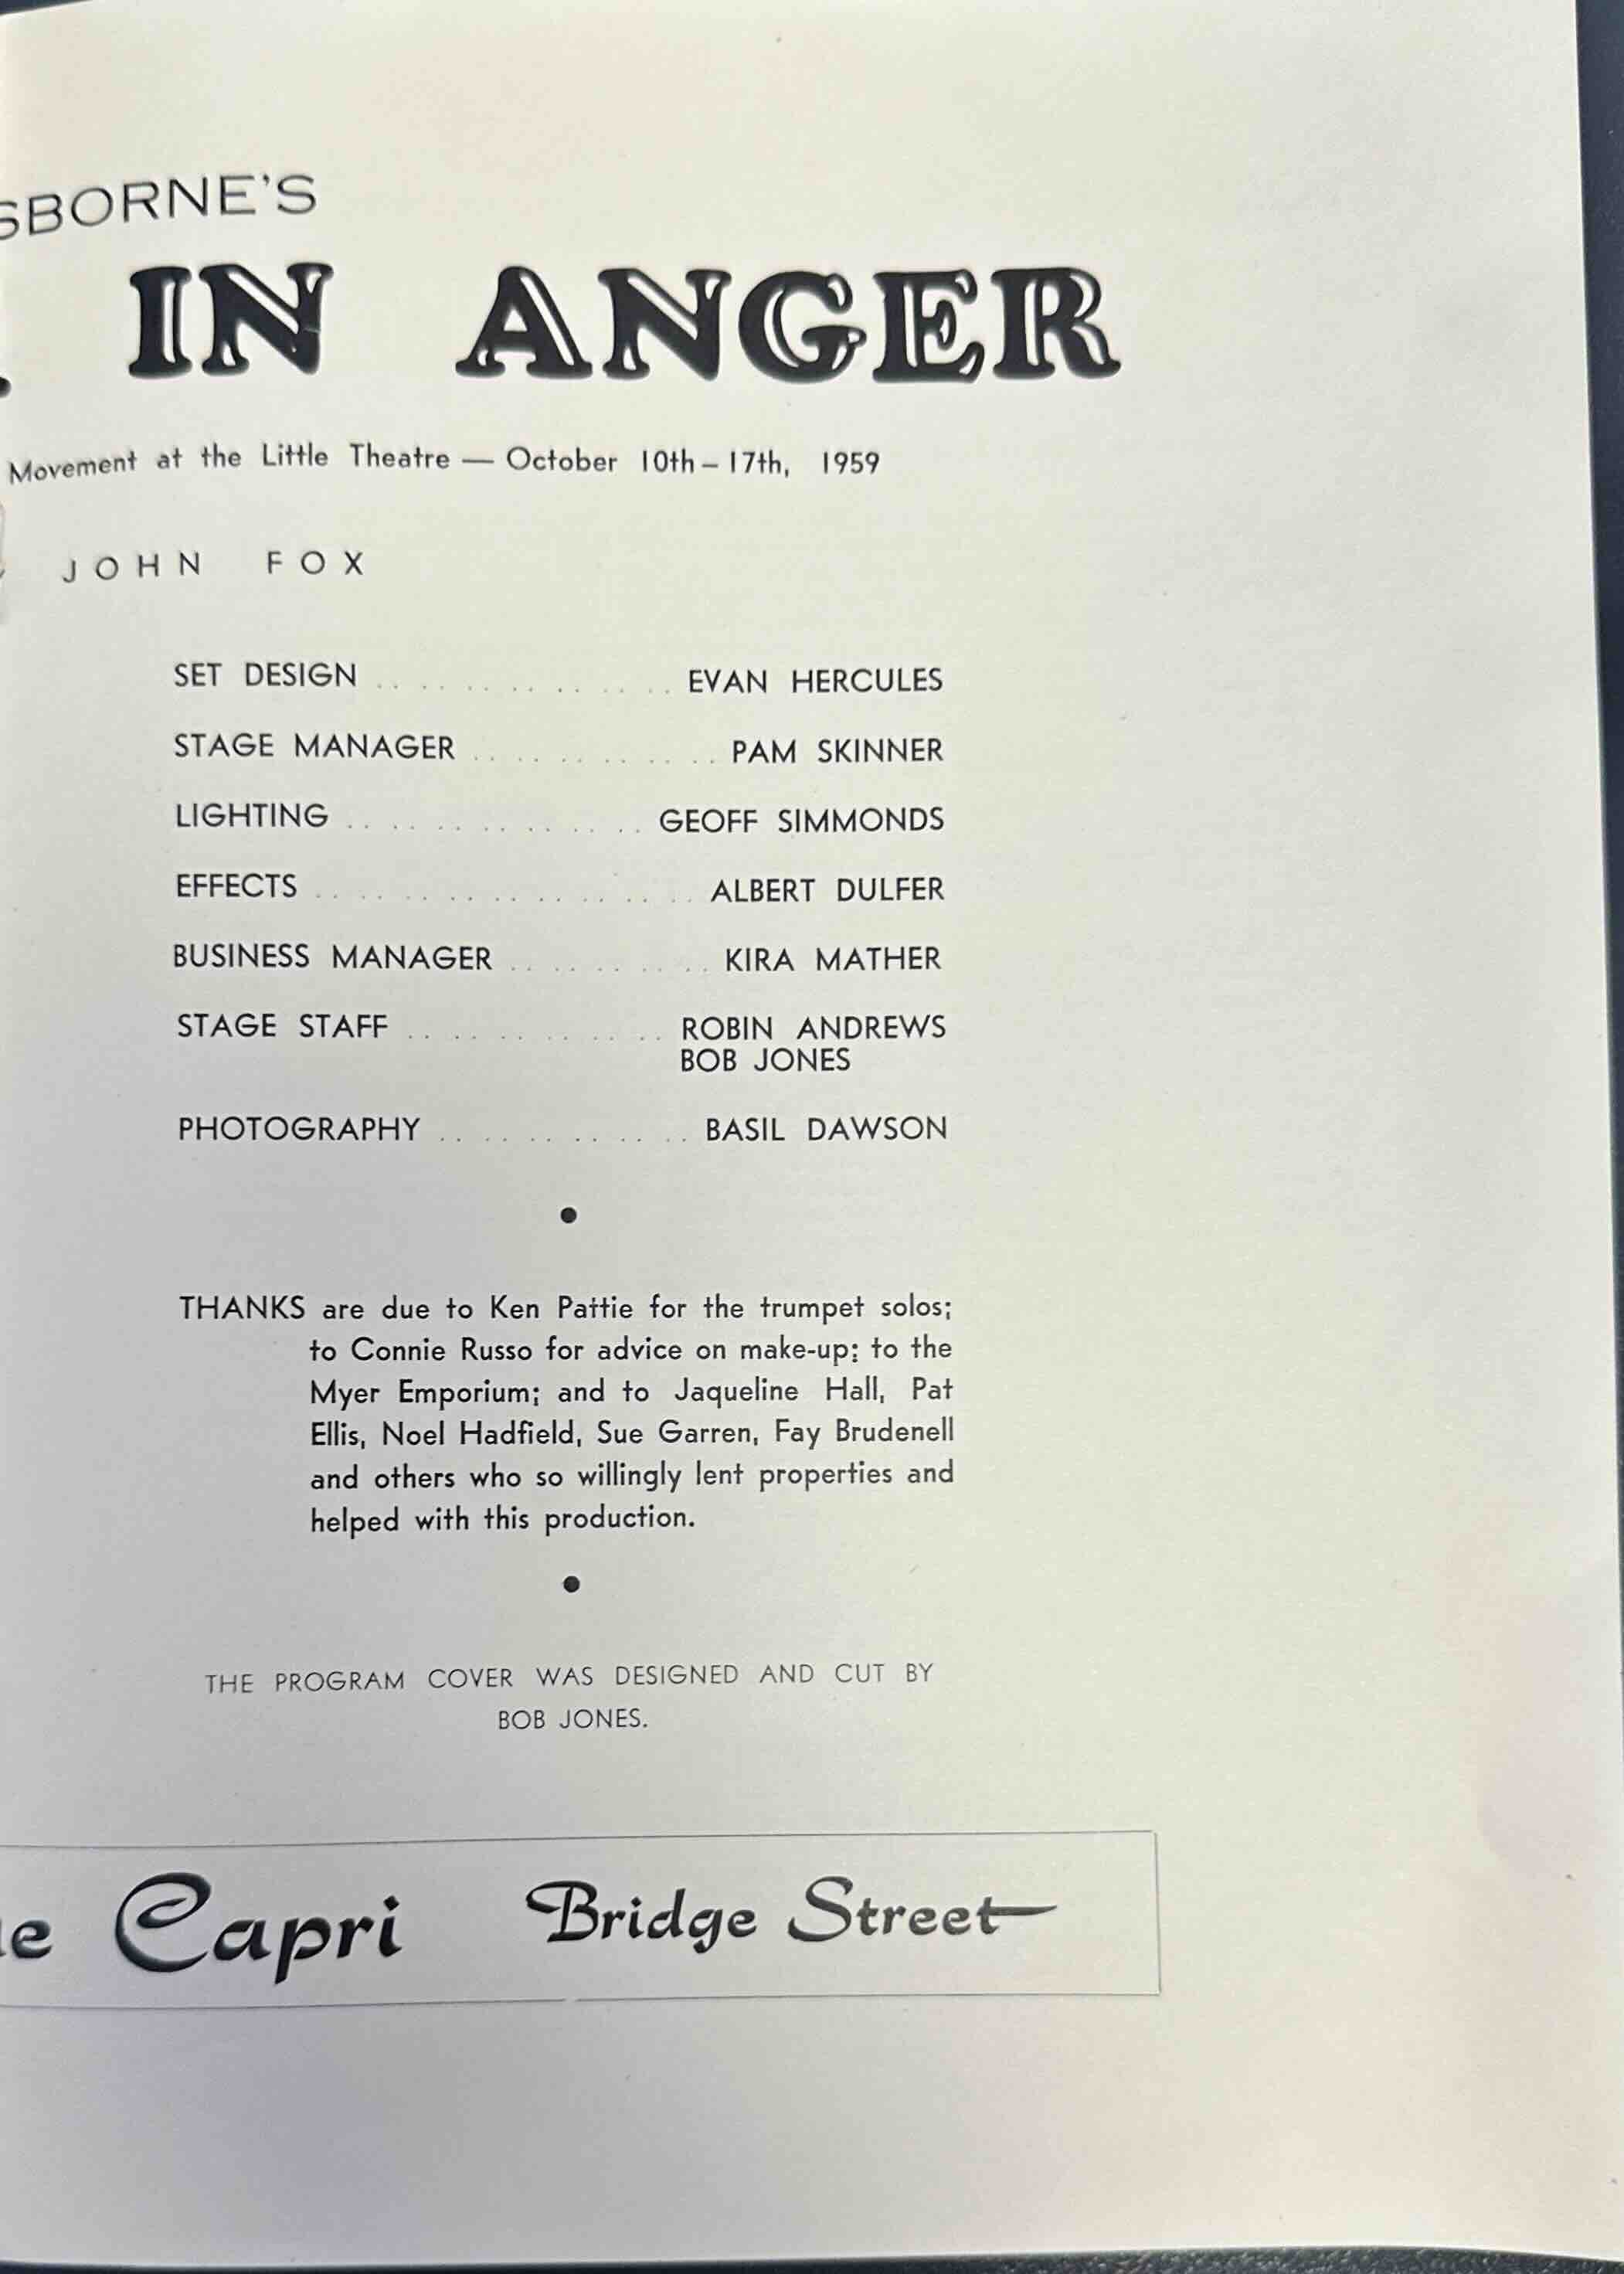 SBORNE'S
IN ANGER
Movement at the Little Theatre — October 10th – 17th, 1959
JOHN FOX
SET DESIGN . . . . . . . . . . . . . . EVAN HERCULES
STAGE MANAGER . . . . . . . . . . . PAM SKINNER
LIGHTING . . . . . . . . . . . . . . GEOFF SIMMONDS
EFFECTS . . . . . . . . . . . . . . . . . ALBERT DULFER
BUSINESS MANAGER . . . . . . . . . KIRA MATHER
STAGE STAFF . . . . . . . . . . . . ROBIN ANDREWS
BOB JONES
PHOTOGRAPHY . . . . . . . . . . . . BASIL DAWSON
THANKS are due to Ken Pattie for the trumpet solos;
to Connie Russo for advice on make-up; to the
Myer Emporium; and to Jaqueline Hall, Pat
Ellis, Noel Hadfield, Sue Garren, Fay Brudenell
and others who so willingly lent properties and
helped with this production.
THE PROGRAM COVER WAS DESIGNED AND CUT BY
BOB JONES.
e Capri Bridge Street